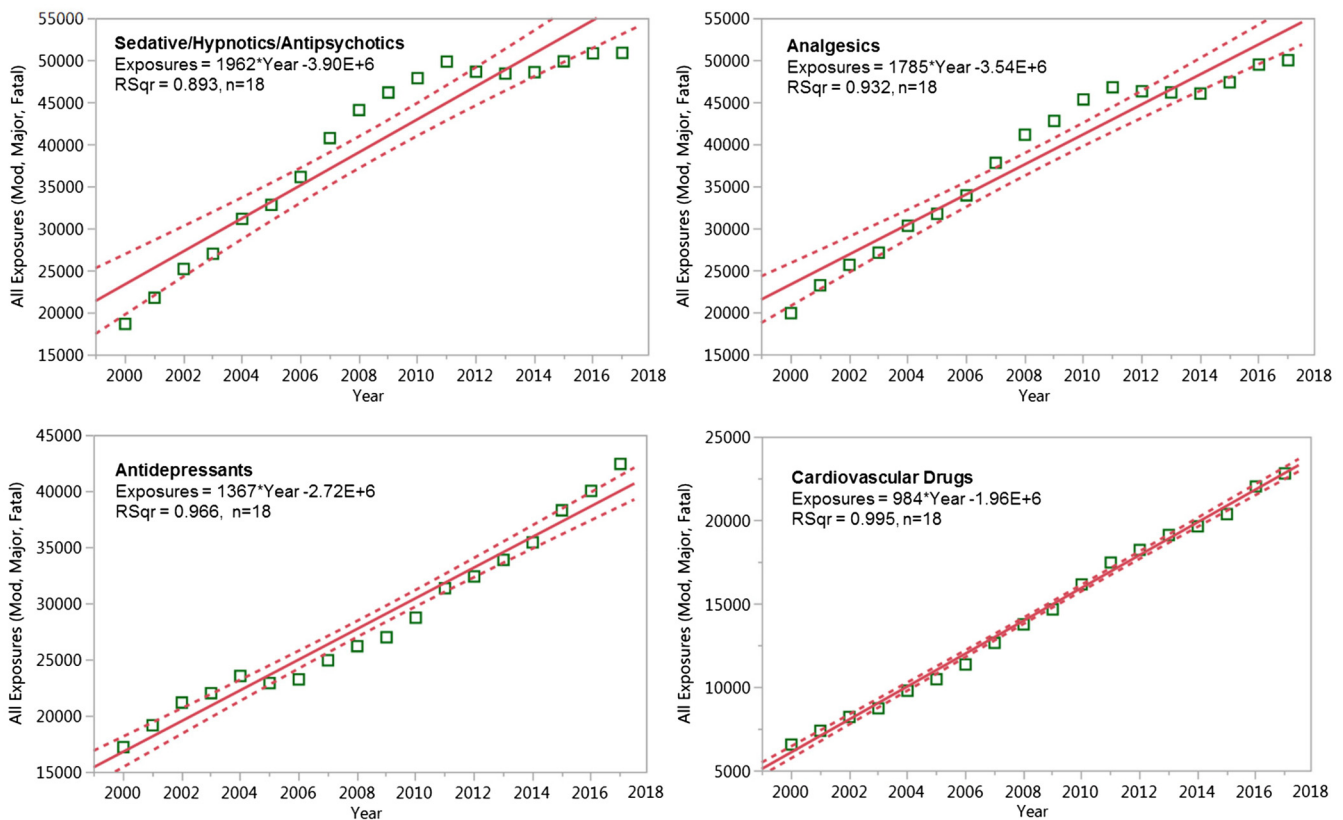 Sedative/Hypnotics/Antipsychotics
Exposures = 1962*Year -3.90E+6
RSqr = 0.893, n=18
All Exposures (Mod, Major, Fatal)
55000
50000
45000
40000
35000
30000
25000
20000
15000
2000 2002 2004 2006 2008 2010 2012 2014 2016 2018
Year
Analgesics
Exposures = 1785*Year -3.54E+6
RSqr = 0.932, n=18
All Exposures (Mod, Major, Fatal)
55000
50000
45000
40000
35000
30000
25000
20000
15000
2000 2002 2004 2006 2008 2010 2012 2014 2016 2018
Year
Antidepressants
Exposures = 1367*Year -2.72E+6
RSqr = 0.966, n=18
All Exposures (Mod, Major, Fatal)
45000
40000
35000
30000
25000
20000
15000
2000 2002 2004 2006 2008 2010 2012 2014 2016 2018
Year
Cardiovascular Drugs
Exposures = 984*Year -1.96E+6
RSqr = 0.995, n=18
All Exposures (Mod, Major, Fatal)
25000
20000
15000
10000
5000
2000 2002 2004 2006 2008 2010 2012 2014 2016 2018
Year